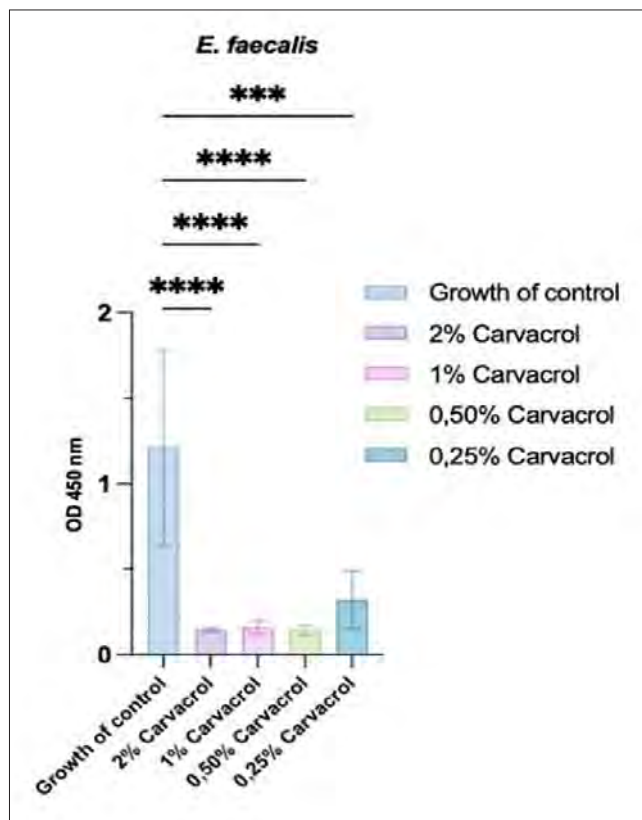 E. faecalis
***
****
****
****
Growth of control
2% Carvacrol
1% Carvacrol
0,50% Carvacrol
0,25% Carvacrol
2
1
0
OD 450 nm
Growth of control
2% Carvacrol
1% Carvacrol
0,50% Carvacrol
0,25% Carvacrol